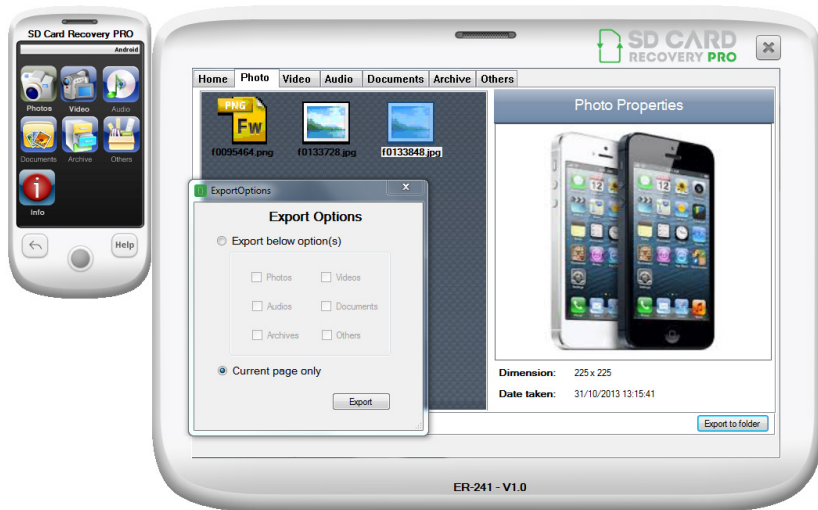 SD Card Recovery PRO
Android
Photos Video Audio
Documents Archive Others
Info
Help
SD CARD
RECOVERY PRO
Home Photo Video Audio Documents Archive Others
PNG
Fw
f0095464.png f0133728.jpg f0133848.jpg
Photo Properties
ExportOptions
Export Options
Export below option(s)
Photos Videos
Audios Documents
Archives Others
Current page only
Export
Dimension: 225 x 225
Date taken: 31/10/2013 13:15:41
Export to folder
ER-241 - V1.0